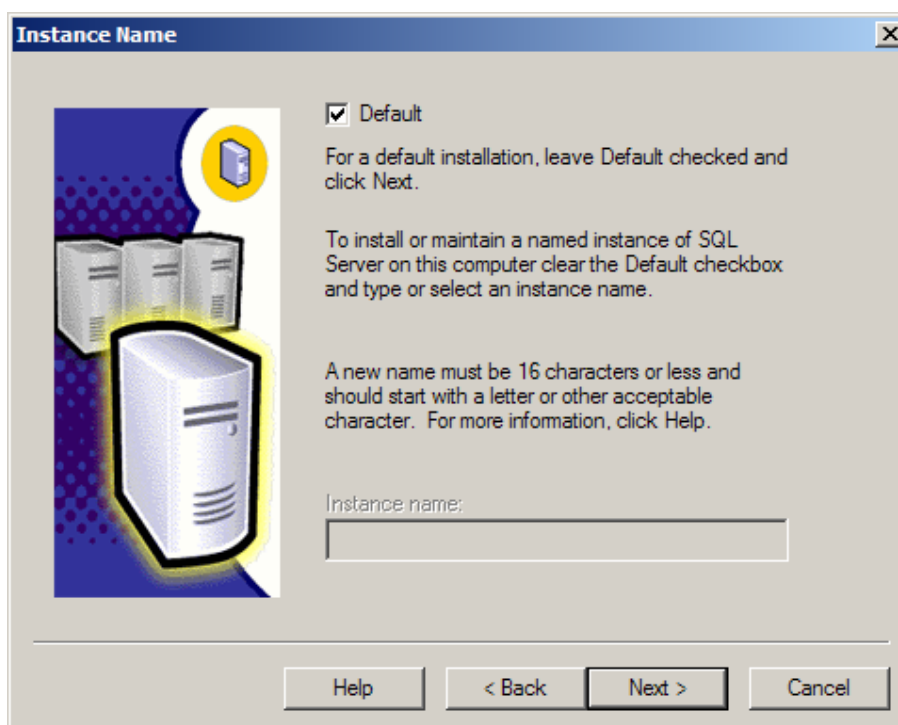 Instance Name
Default
For a default installation, leave Default checked and
click Next.
To install or maintain a named instance of SQL
Server on this computer clear the Default checkbox
and type or select an instance name.
A new name must be 16 characters or less and
should start with a letter or other acceptable
character.  For more information, click Help.
Instance name:
Help
< Back
Next >
Cancel